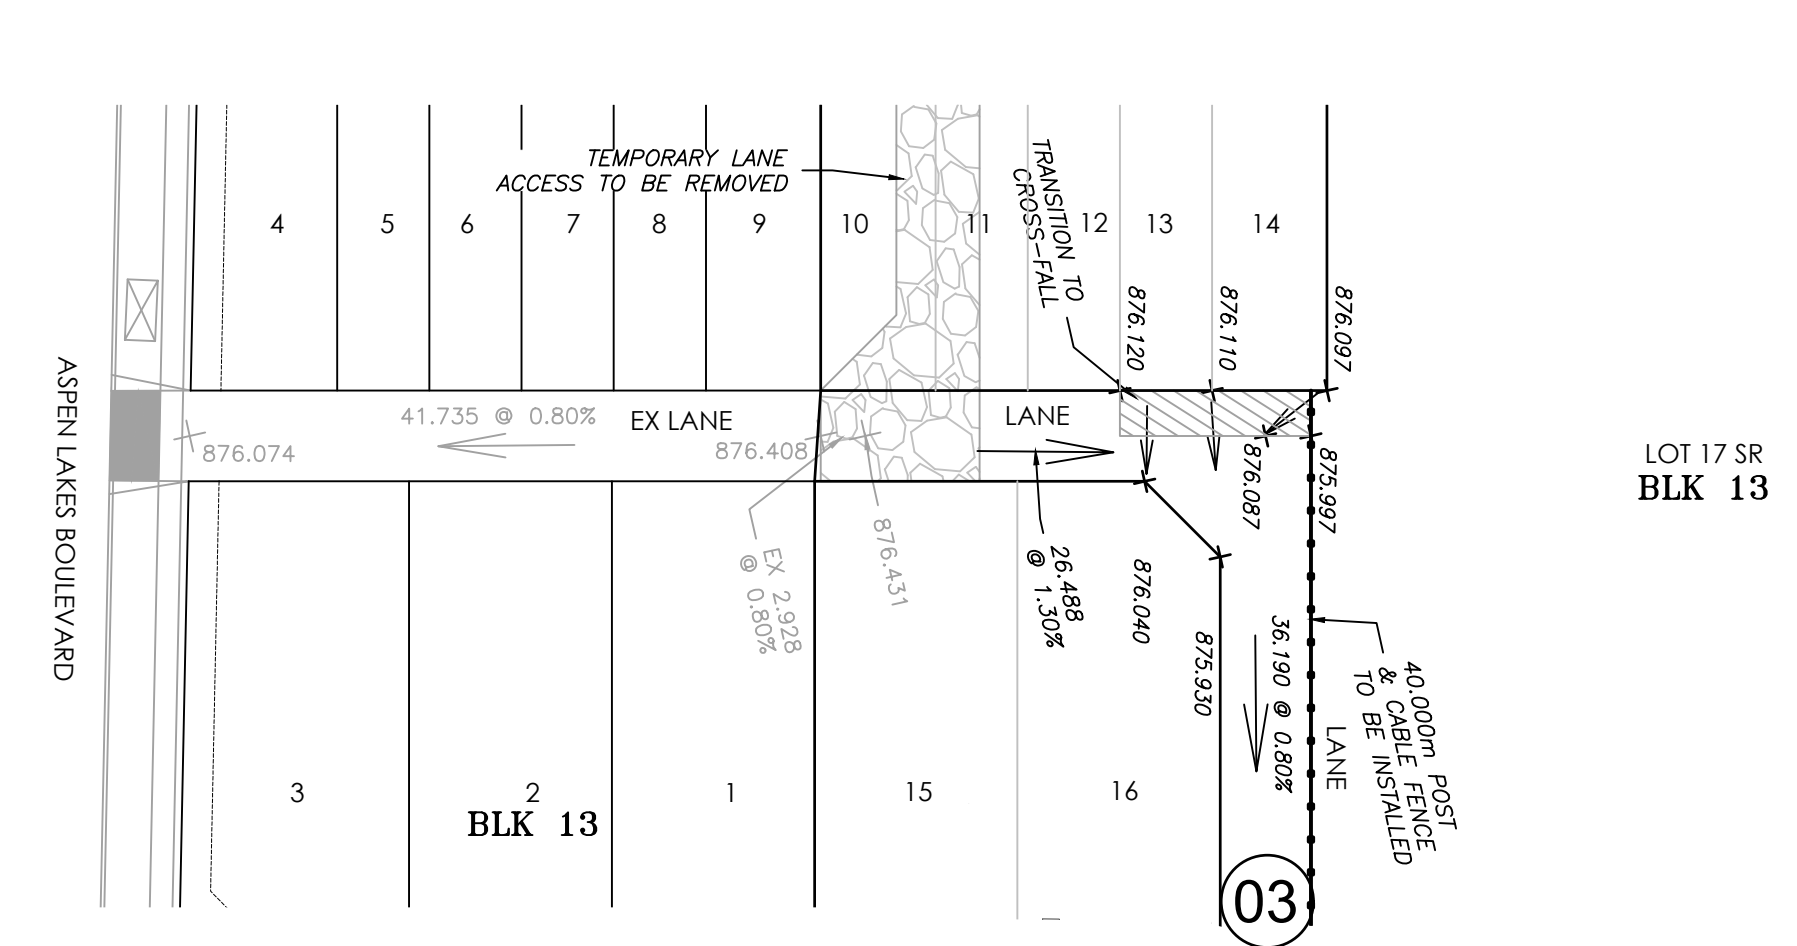 TEMPORARY LANE
ACCESS TO BE REMOVED
TRANSITION TO
CROSS-FALL
4
5
6
7
8
9
10
11
12
13
14
876.120
876.110
876.097
ASPEN LAKES BOULEVARD
41.735 @ 0.80%
EX LANE
LANE
876.074
876.408
876.087
875.997
LOT 17 SR
BLK 13
EX 2.928
@ 0.80%
876.431
26.488
@ 1.30%
876.040
875.930
36.190 @ 0.80%
LANE
40.000m POST
& CABLE FENCE
TO BE INSTALLED
3
2
1
15
16
BLK 13
03